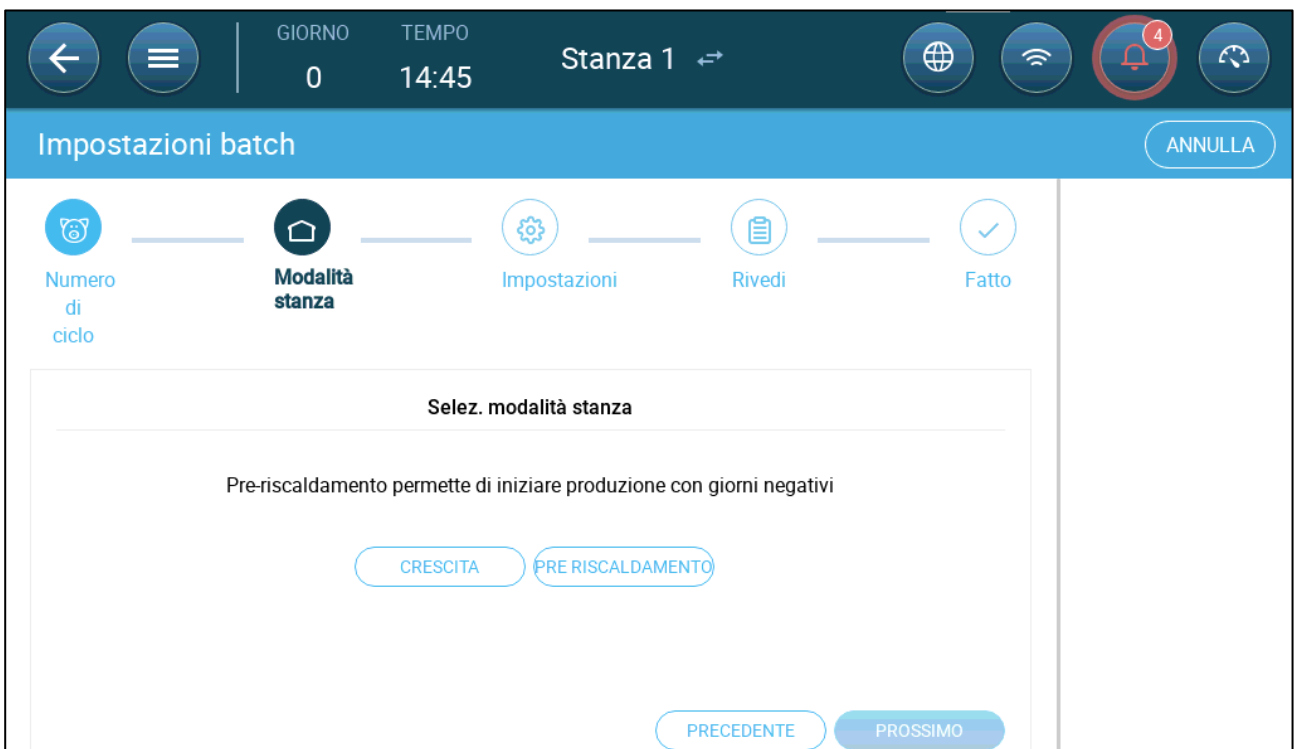 GIORNO
TEMPO
0
14:45
Stanza 1
4
Impostazioni batch
ANNULLA
Numero
di
ciclo
Modalità
stanza
Impostazioni
Rivedi
Fatto
Selez. modalità stanza
Pre-riscaldamento permette di iniziare produzione con giorni negativi
CRESCITA
PRE RISCALDAMENTO
PRECEDENTE
PROSSIMO